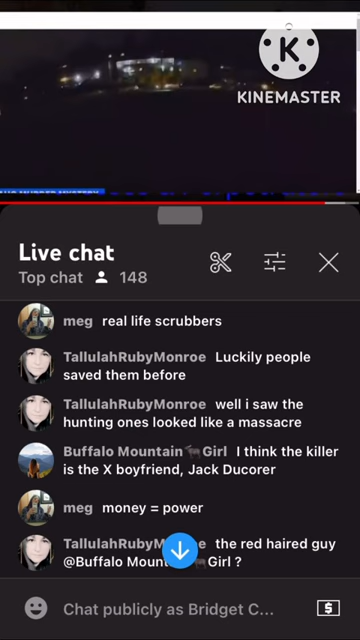 K
KINEMASTER
Live chat
Top chat 148
meg real life scrubbers
TallulahRubyMonroe Luckily people
saved them before
TallulahRubyMonroe well i saw the
hunting ones looked like a massacre
Buffalo Mountain🐃Girl I think the killer
is the X boyfriend, Jack Ducorer
meg money = power
the red haired guy
Girl ?
Chat publicly as Bridget C...
$